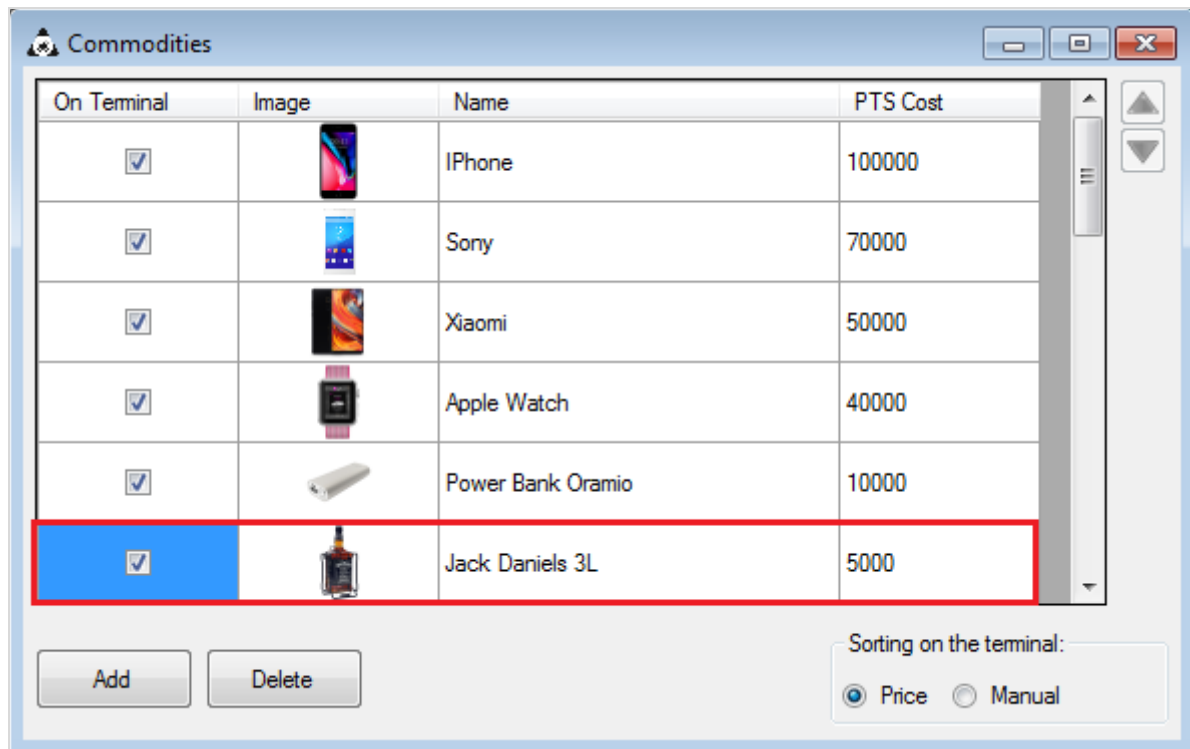 Commodities
On Terminal Image Name PTS Cost
IPhone 100000
Sony 70000
Xiaomi 50000
Apple Watch 40000
Power Bank Oramio 10000
Jack Daniels 3L 5000
Sorting on the terminal:
Add Delete Price Manual